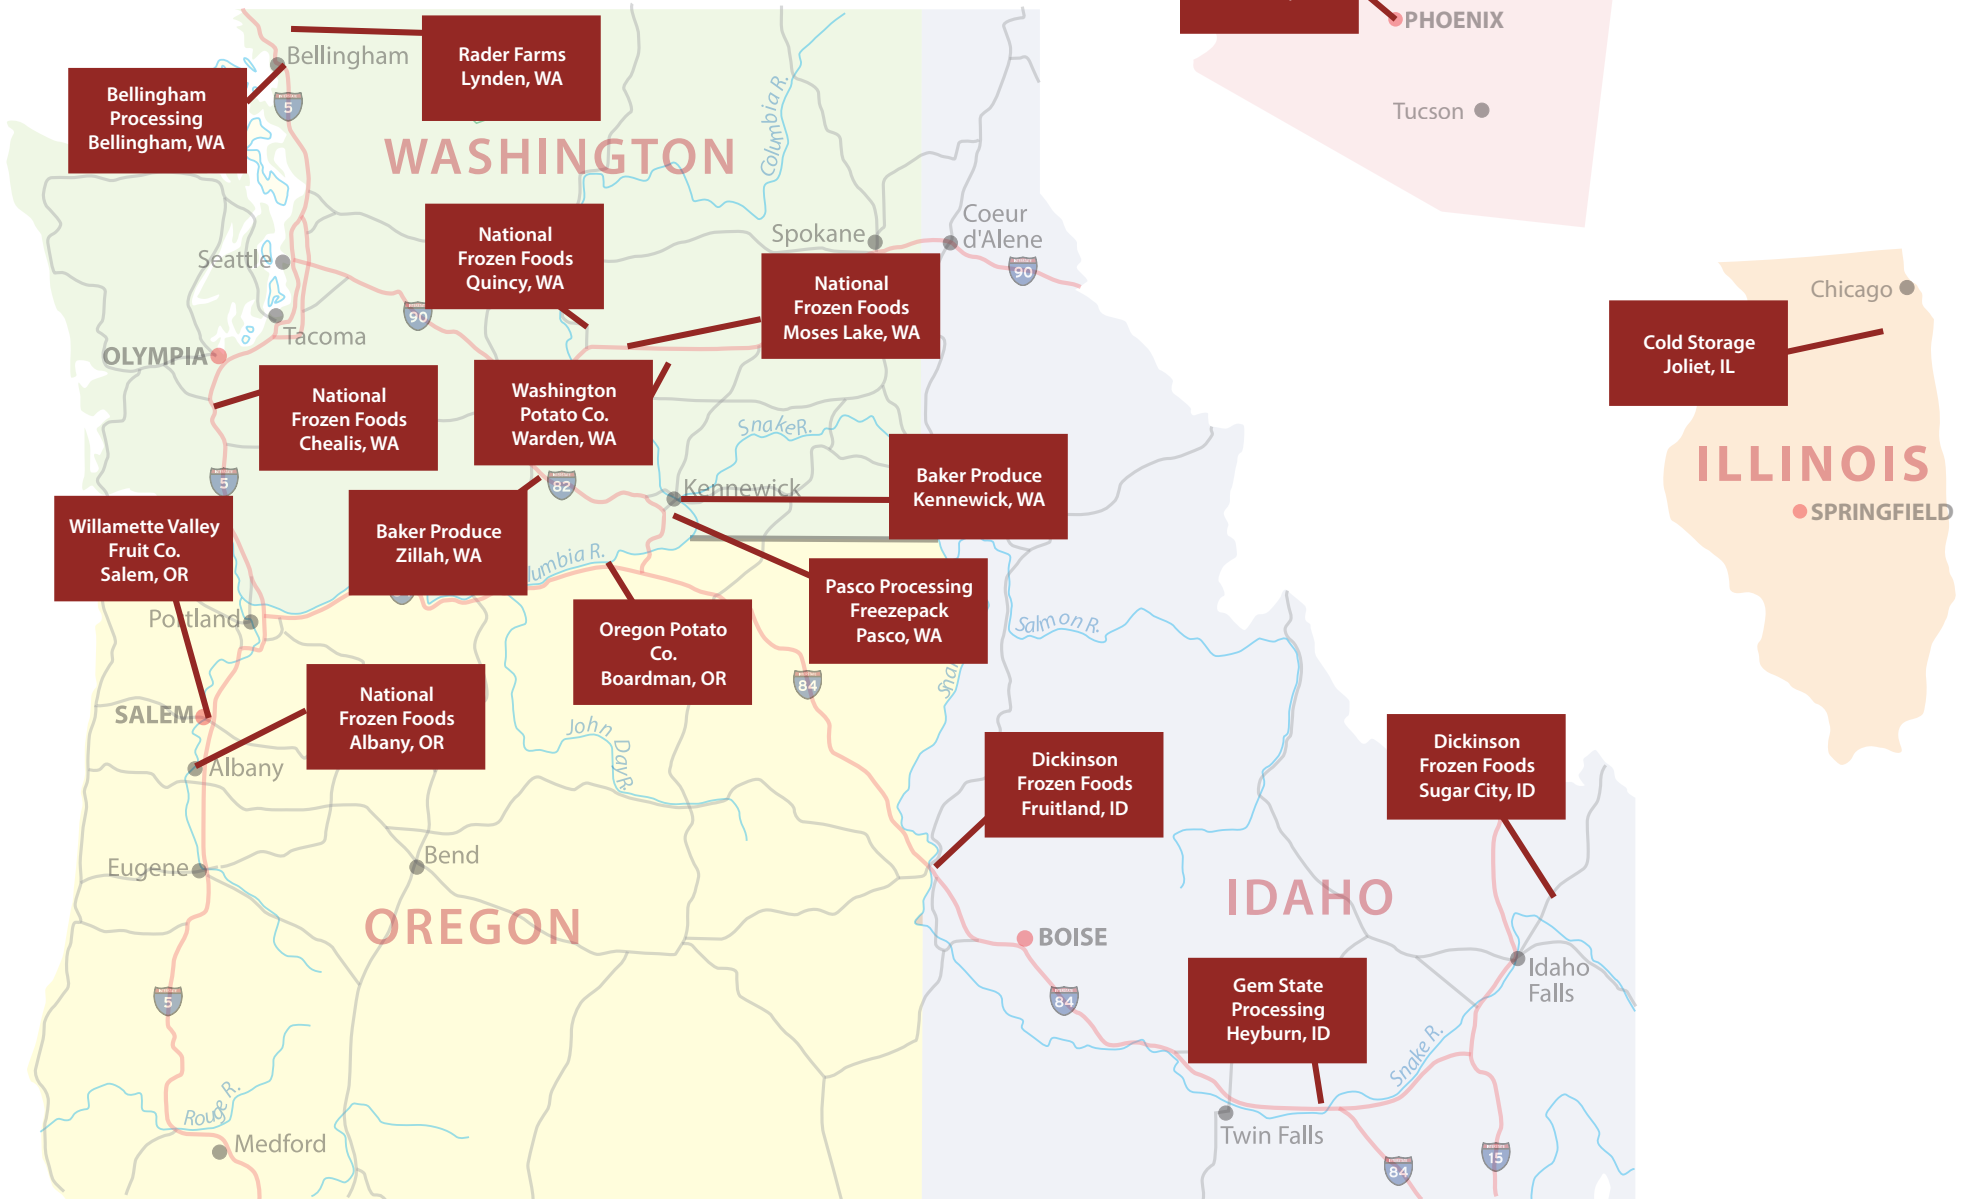 PHOENIX
Tucson
Bellingham
Rader Farms
Lynden, WA
Bellingham
Processing
Bellingham, WA
5
WASHINGTON
Columbia R.
National
Frozen Foods
Quincy, WA
Spokane
Coeur
d'Alene
90
Seattle
90
Tacoma
OLYMPIA
National
Frozen Foods
Moses Lake, WA
National
Frozen Foods
Chealis, WA
Washington
Potato Co.
Warden, WA
Snake R.
5
82
Kennewick
Baker Produce
Kennewick, WA
Willamette Valley
Fruit Co.
Salem, OR
Baker Produce
Zillah, WA
umbia R.
Pasco Processing
Freezepack
Pasco, WA
Portland
Oregon Potato
Co.
Boardman, OR
Salmon R.
Sna
84
SALEM
National
Frozen Foods
Albany, OR
Albany
John
Day R.
Dickinson
Frozen Foods
Fruitland, ID
Dickinson
Frozen Foods
Sugar City, ID
Eugene
Bend
OREGON
IDAHO
BOISE
Idaho
Falls
5
84
Gem State
Processing
Heyburn, ID
Snake R.
Rouge R.
Medford
Twin Falls
84
15
Chicago
Cold Storage
Joliet, IL
ILLINOIS
SPRINGFIELD